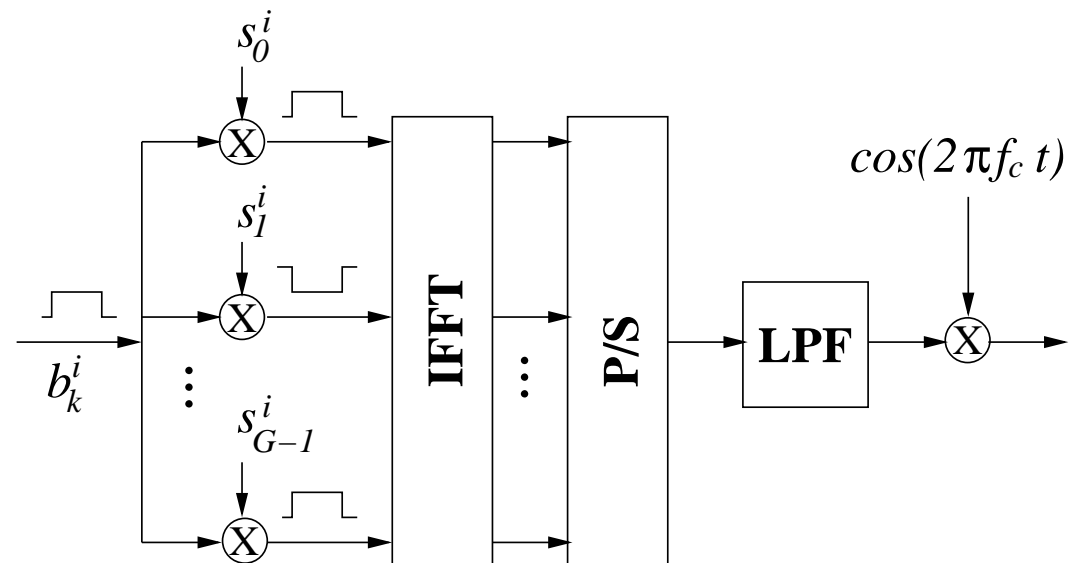 s_0^i
X
cos(2πf_c t)
s_1^i
X
b_k^i
⋮
s_{G-1}^i
X
IFFT
⋮
P/S
LPF
X